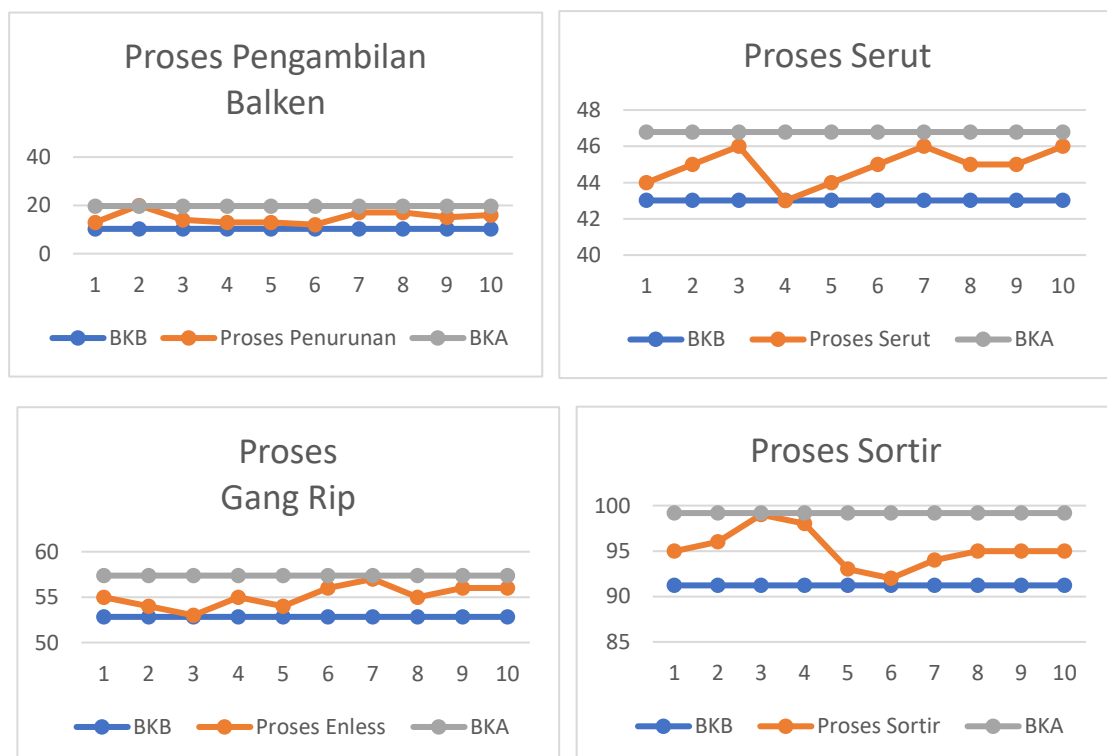 Proses Pengambilan
Balken
40
20
0
1 2 3 4 5 6 7 8 9 10
BKB Proses Penurunan BKA
Proses Serut
48
46
44
42
40
1 2 3 4 5 6 7 8 9 10
BKB Proses Serut BKA
Proses
Gang Rip
60
55
50
1 2 3 4 5 6 7 8 9 10
BKB Proses Enless BKA
Proses Sortir
100
95
90
85
1 2 3 4 5 6 7 8 9 10
BKB Proses Sortir BKA